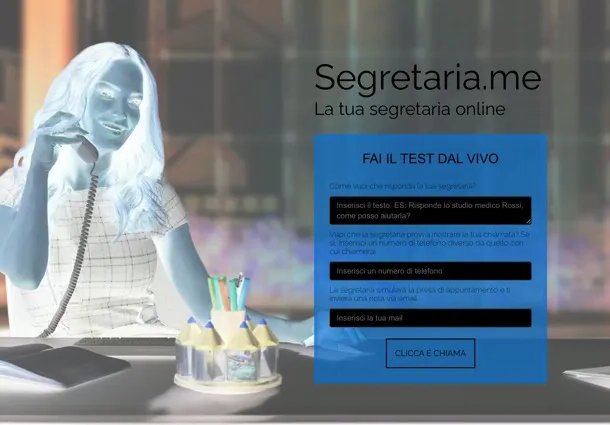 Segretaria.me
La tua segretaria online
FAI IL TEST DAL VIVO
Come vuoi che risponda la tua segretaria?
Inserisci il testo. ES: Risponde lo studio medico Rossi,
come posso aiutarla?
Vuoi che la segretaria provi a inoltrare la tua chiamata? Se
si, inserisci un numero di telefono diverso da quello con
cui chiamerai
Inserisci un numero di telefono
La segretaria simulerà la presa di appuntamento e ti
invierà una nota via email
Inserisci la tua mail
CLICCA E CHIAMA